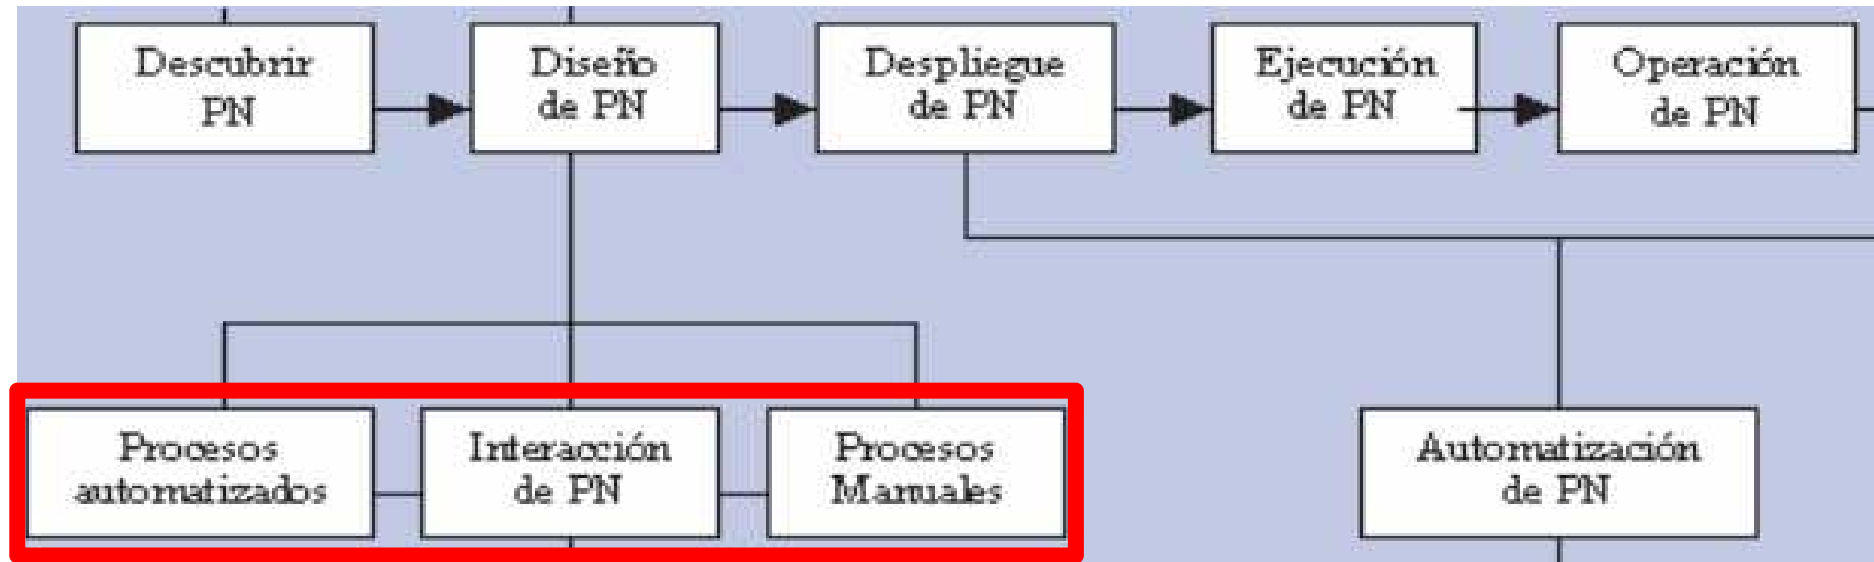 Descubrir
PN
Diseño
de PN
Despliegue
de PN
Ejecución
de PN
Operación
de PN
Procesos
automatizados
Interacción
de PN
Procesos
Manuales
Automatización
de PN